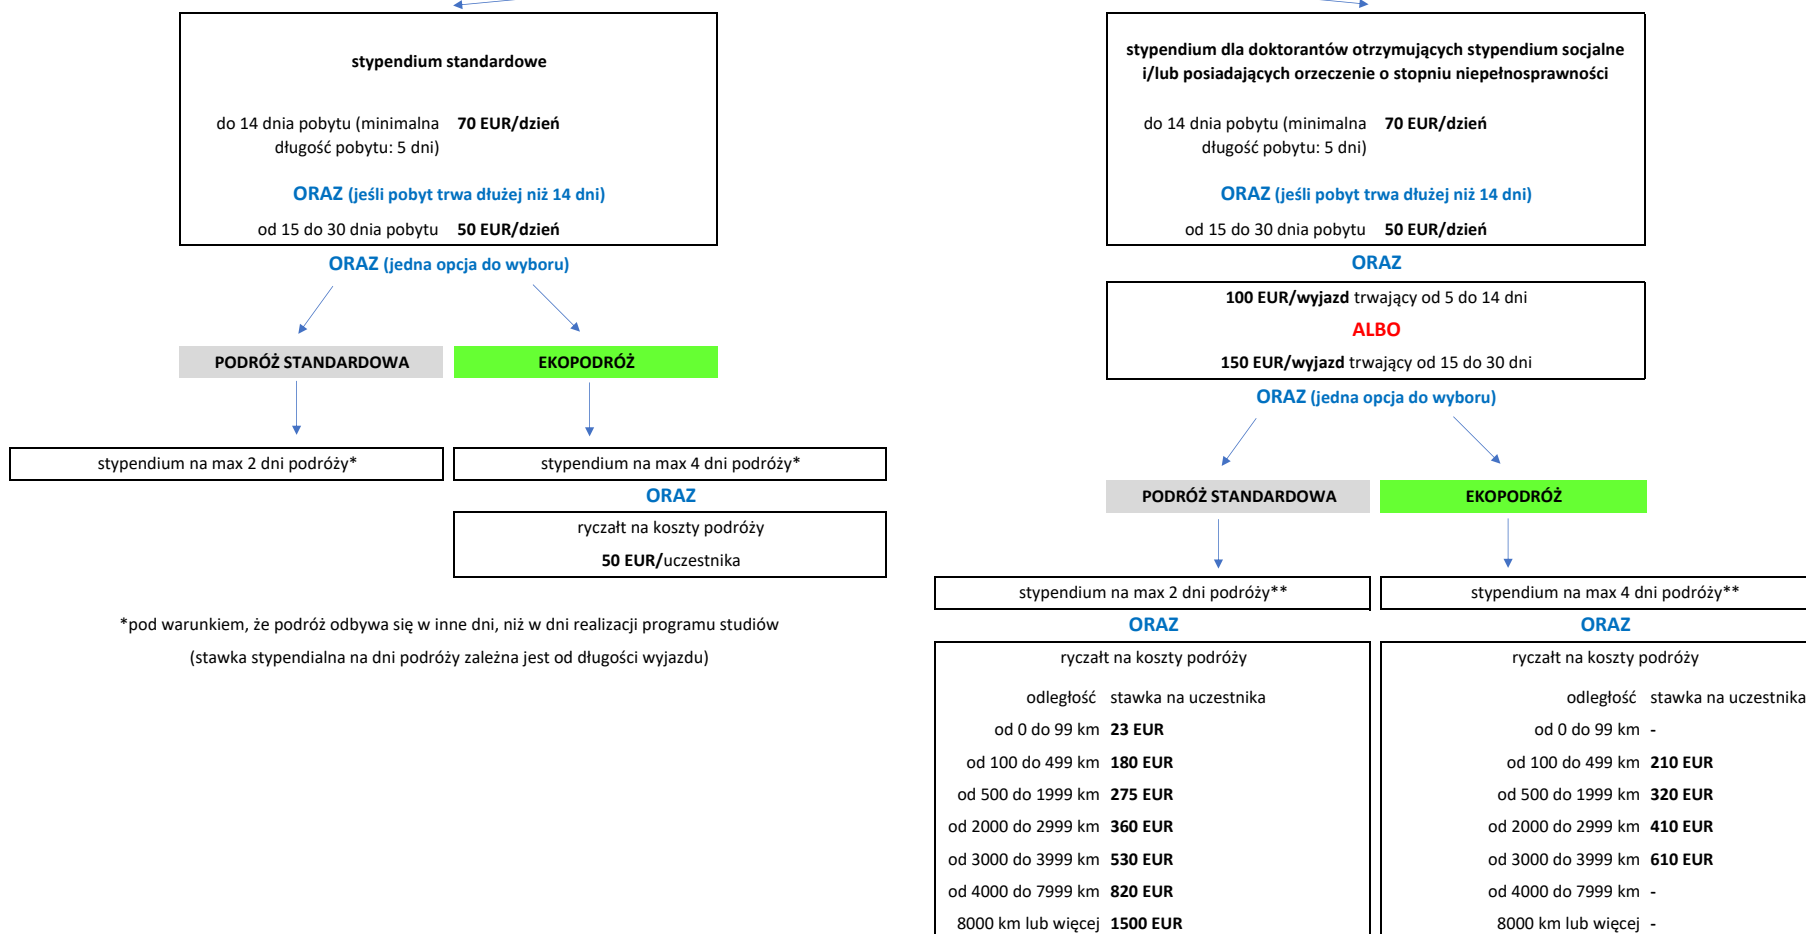 stypendium standardowe
do 14 dnia pobytu (minimalna 70 EUR/dzień
długość pobytu: 5 dni)
ORAZ (jeśli pobyt trwa dłużej niż 14 dni)
od 15 do 30 dnia pobytu 50 EUR/dzień
ORAZ (jedna opcja do wyboru)
PODRÓŻ STANDARDOWA
EKOPODRÓŻ
stypendium na max 2 dni podróży*
stypendium na max 4 dni podróży*
ORAZ
ryczałt na koszty podróży
50 EUR/uczestnika
*pod warunkiem, że podróż odbywa się w inne dni, niż w dni realizacji programu studiów
(stawka stypendialna na dni podróży zależna jest od długości wyjazdu)
stypendium dla doktorantów otrzymujących stypendium socjalne
i/lub posiadających orzeczenie o stopniu niepełnosprawności
do 14 dnia pobytu (minimalna 70 EUR/dzień
długość pobytu: 5 dni)
ORAZ (jeśli pobyt trwa dłużej niż 14 dni)
od 15 do 30 dnia pobytu 50 EUR/dzień
ORAZ
100 EUR/wyjazd trwający od 5 do 14 dni
ALBO
150 EUR/wyjazd trwający od 15 do 30 dni
ORAZ (jedna opcja do wyboru)
PODRÓŻ STANDARDOWA
EKOPODRÓŻ
stypendium na max 2 dni podróży**
ORAZ
ryczałt na koszty podróży
odległość stawka na uczestnika
od 0 do 99 km 23 EUR
od 100 do 499 km 180 EUR
od 500 do 1999 km 275 EUR
od 2000 do 2999 km 360 EUR
od 3000 do 3999 km 530 EUR
od 4000 do 7999 km 820 EUR
8000 km lub więcej 1500 EUR
stypendium na max 4 dni podróży**
ORAZ
ryczałt na koszty podróży
odległość stawka na uczestnika
od 0 do 99 km -
od 100 do 499 km 210 EUR
od 500 do 1999 km 320 EUR
od 2000 do 2999 km 410 EUR
od 3000 do 3999 km 610 EUR
od 4000 do 7999 km -
8000 km lub więcej -